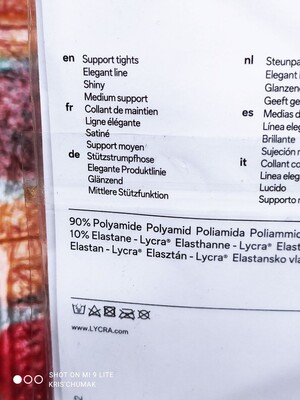 en Support tights
Elegant line
Shiny
Medium support
fr Collant de maintien
Ligne élégante
Satiné
Support moyen
de Stützstrumpfhose
Elegante Produktlinie
Glänzend
Mittlere Stützfunktion
nl Steunpa
Elegant l
Glanzen
Geeft ge
es Medias d
Línea eleg
Brillante
Sujeción
it Collant co
Linea eleg
Lucido
Supporto
90% Polyamide Polyamid Poliamida Poliammid
10% Elastane - Lycra® Elasthanne - Lycra® Elast
Elastan - Lycra® Elasztán - Lycra® Elastansko vla
www.LYCRA.com
SHOT ON MI 9 LITE
KRIS CHUMAK